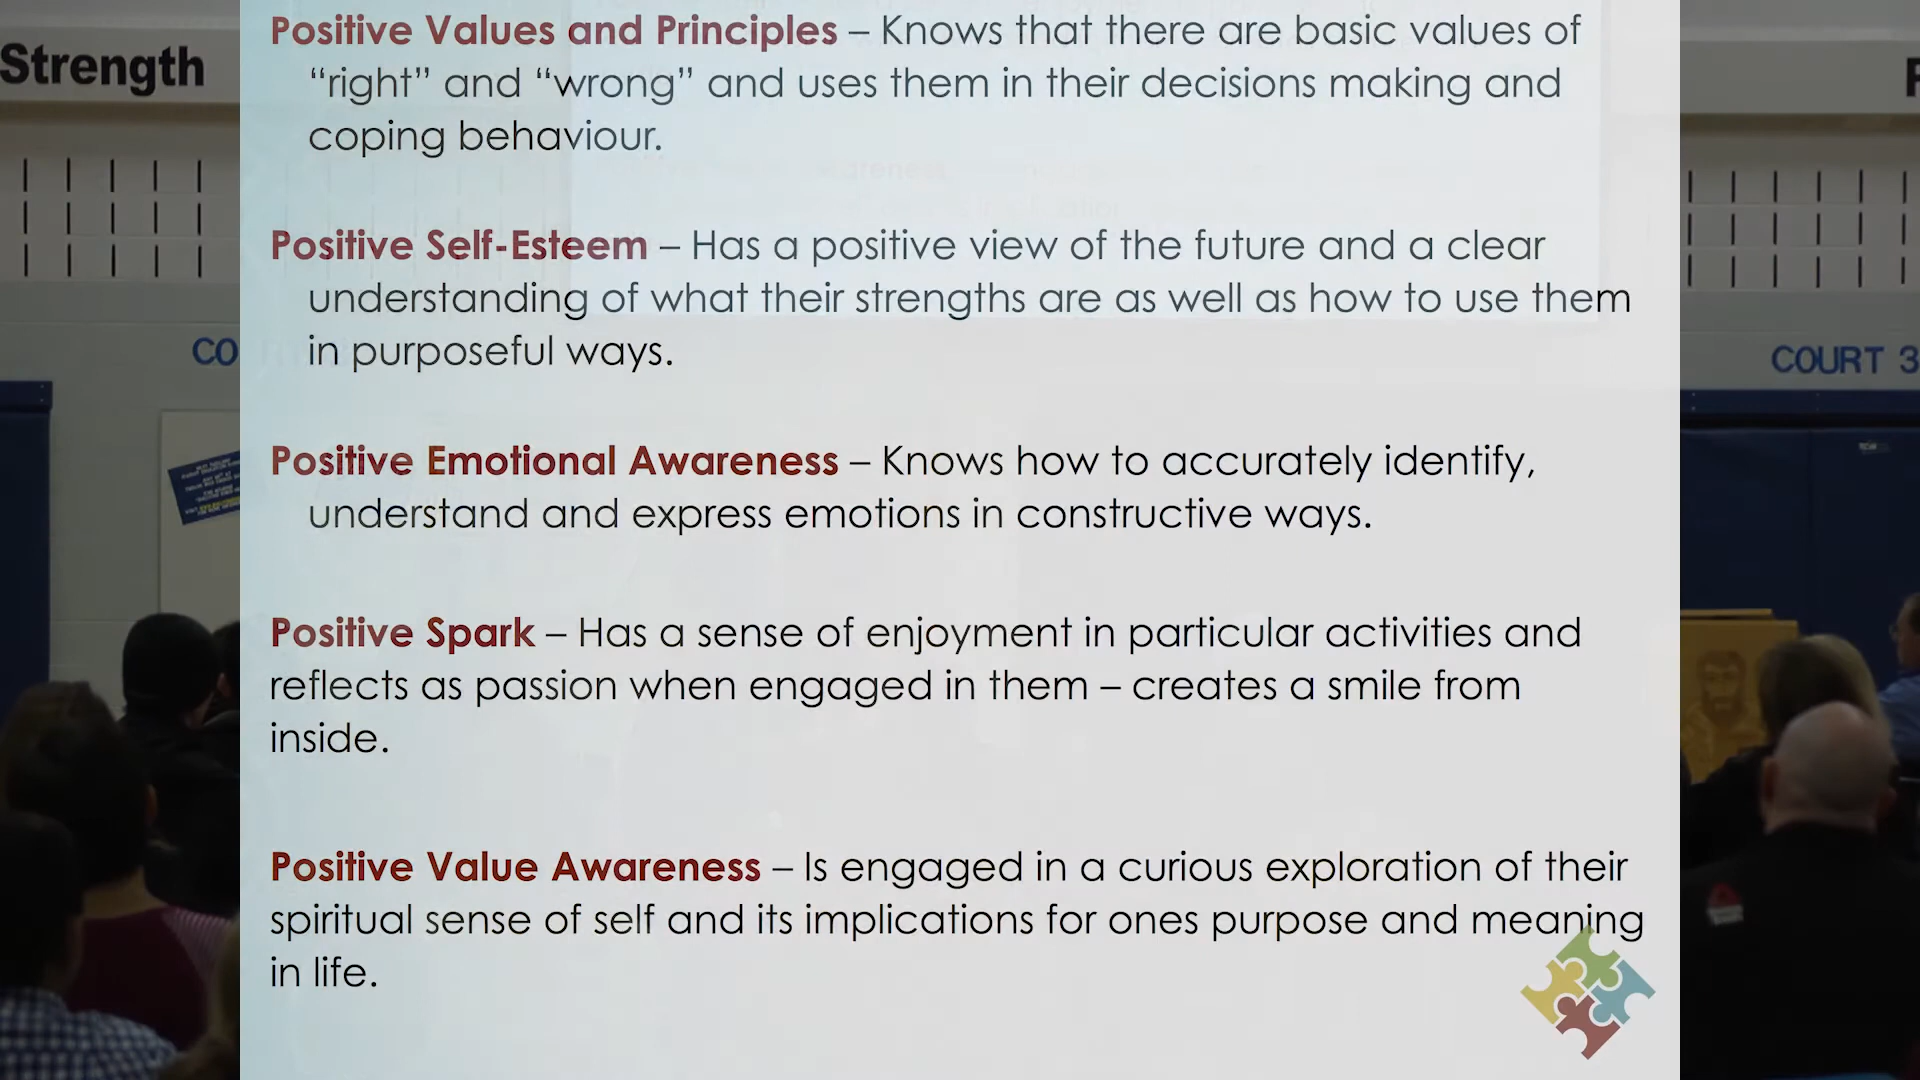 Strength
Positive Values and Principles – Knows that there are basic values of
“right” and “wrong” and uses them in their decisions making and
coping behaviour.
Positive Self-Esteem – Has a positive view of the future and a clear
understanding of what their strengths are as well as how to use them
in purposeful ways.
CO
COURT 3
Positive Emotional Awareness – Knows how to accurately identify,
understand and express emotions in constructive ways.
Positive Spark – Has a sense of enjoyment in particular activities and
reflects as passion when engaged in them – creates a smile from
inside.
Positive Value Awareness – Is engaged in a curious exploration of their
spiritual sense of self and its implications for ones purpose and meaning
in life.